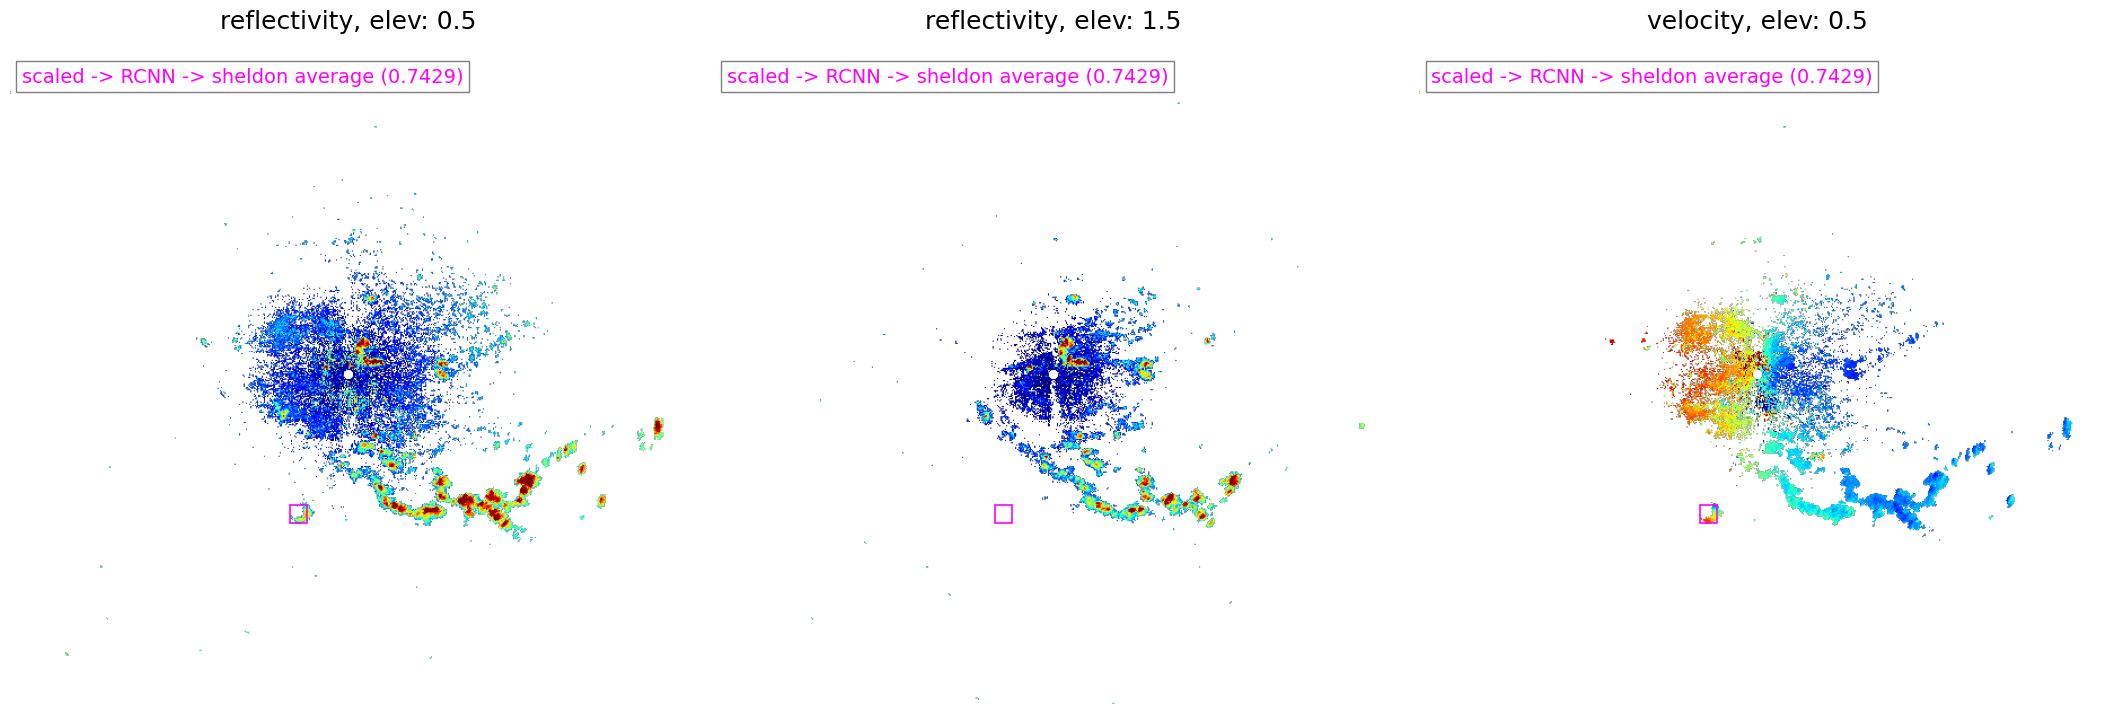 reflectivity, elev: 0.5
reflectivity, elev: 1.5
velocity, elev: 0.5
scaled -> RCNN -> sheldon average (0.7429)
scaled -> RCNN -> sheldon average (0.7429)
scaled -> RCNN -> sheldon average (0.7429)